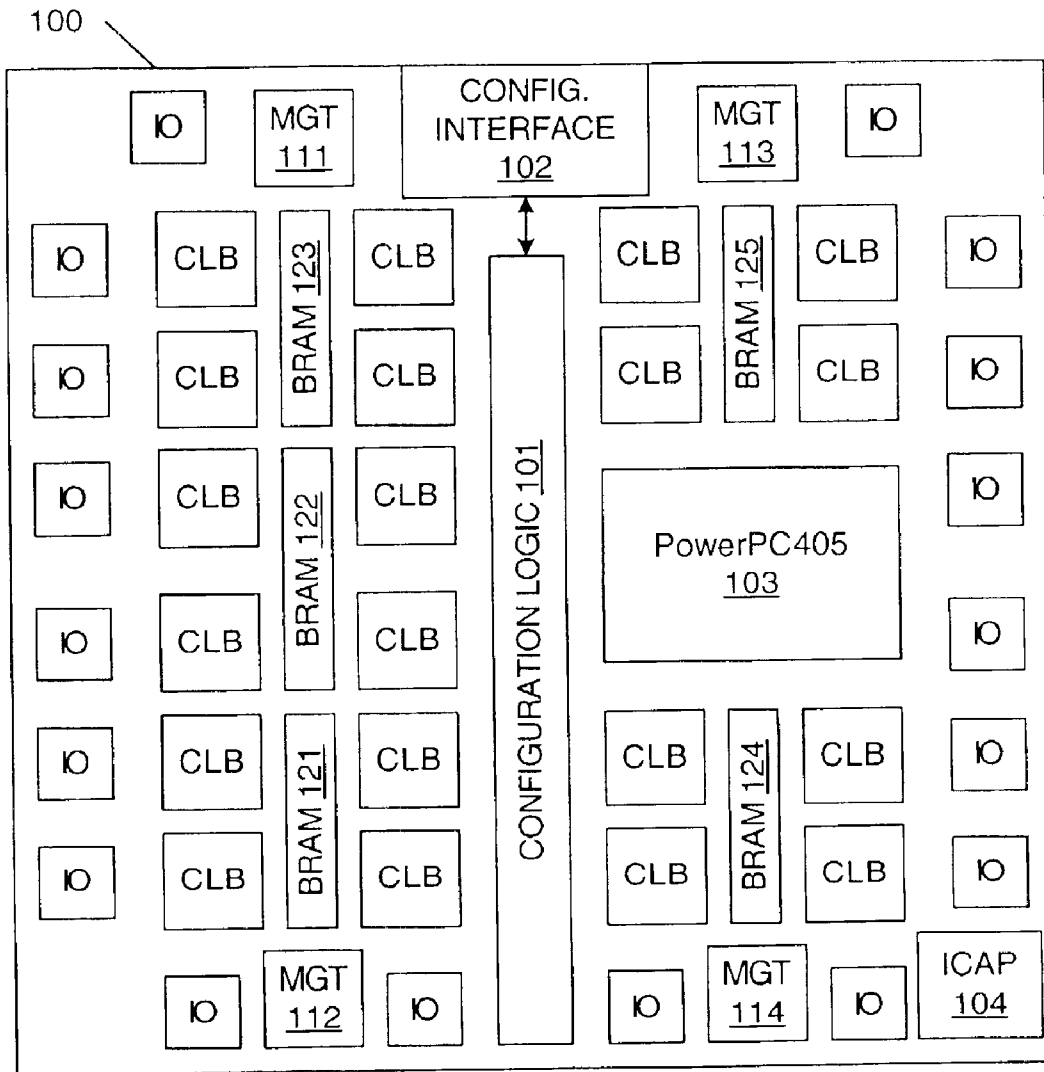 100
IO
MGT
111
CONFIG.
INTERFACE
102
MGT
113
IO
IO
CLB
BRAM 123
CLB
CLB
BRAM 125
CLB
IO
IO
CLB
CLB
CLB
CLB
IO
IO
CLB
BRAM 122
CLB
CONFIGURATION LOGIC 101
PowerPC405
103
IO
IO
CLB
CLB
IO
IO
CLB
BRAM 121
CLB
CLB
BRAM 124
CLB
IO
IO
CLB
CLB
CLB
CLB
IO
IO
MGT
112
IO
IO
MGT
114
IO
ICAP
104